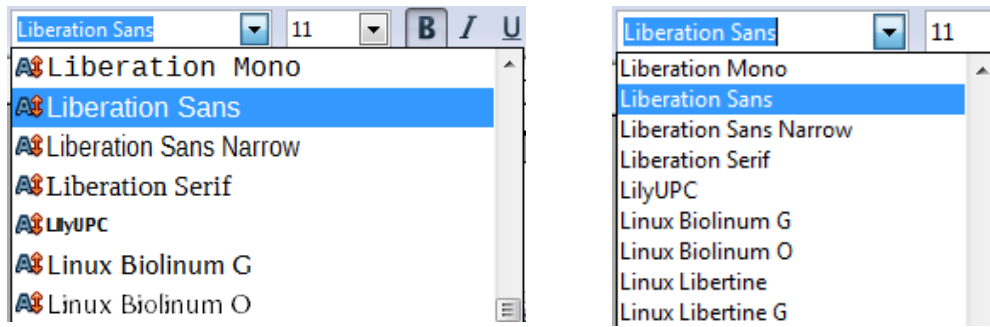 Liberation Sans 11 B I U
Liberation Mono
Liberation Sans
Liberation Sans Narrow
Liberation Serif
LilyUPC
Linux Biolinum G
Linux Biolinum O
Liberation Sans 11
Liberation Mono
Liberation Sans
Liberation Sans Narrow
Liberation Serif
LilyUPC
Linux Biolinum G
Linux Biolinum O
Linux Libertine
Linux Libertine G